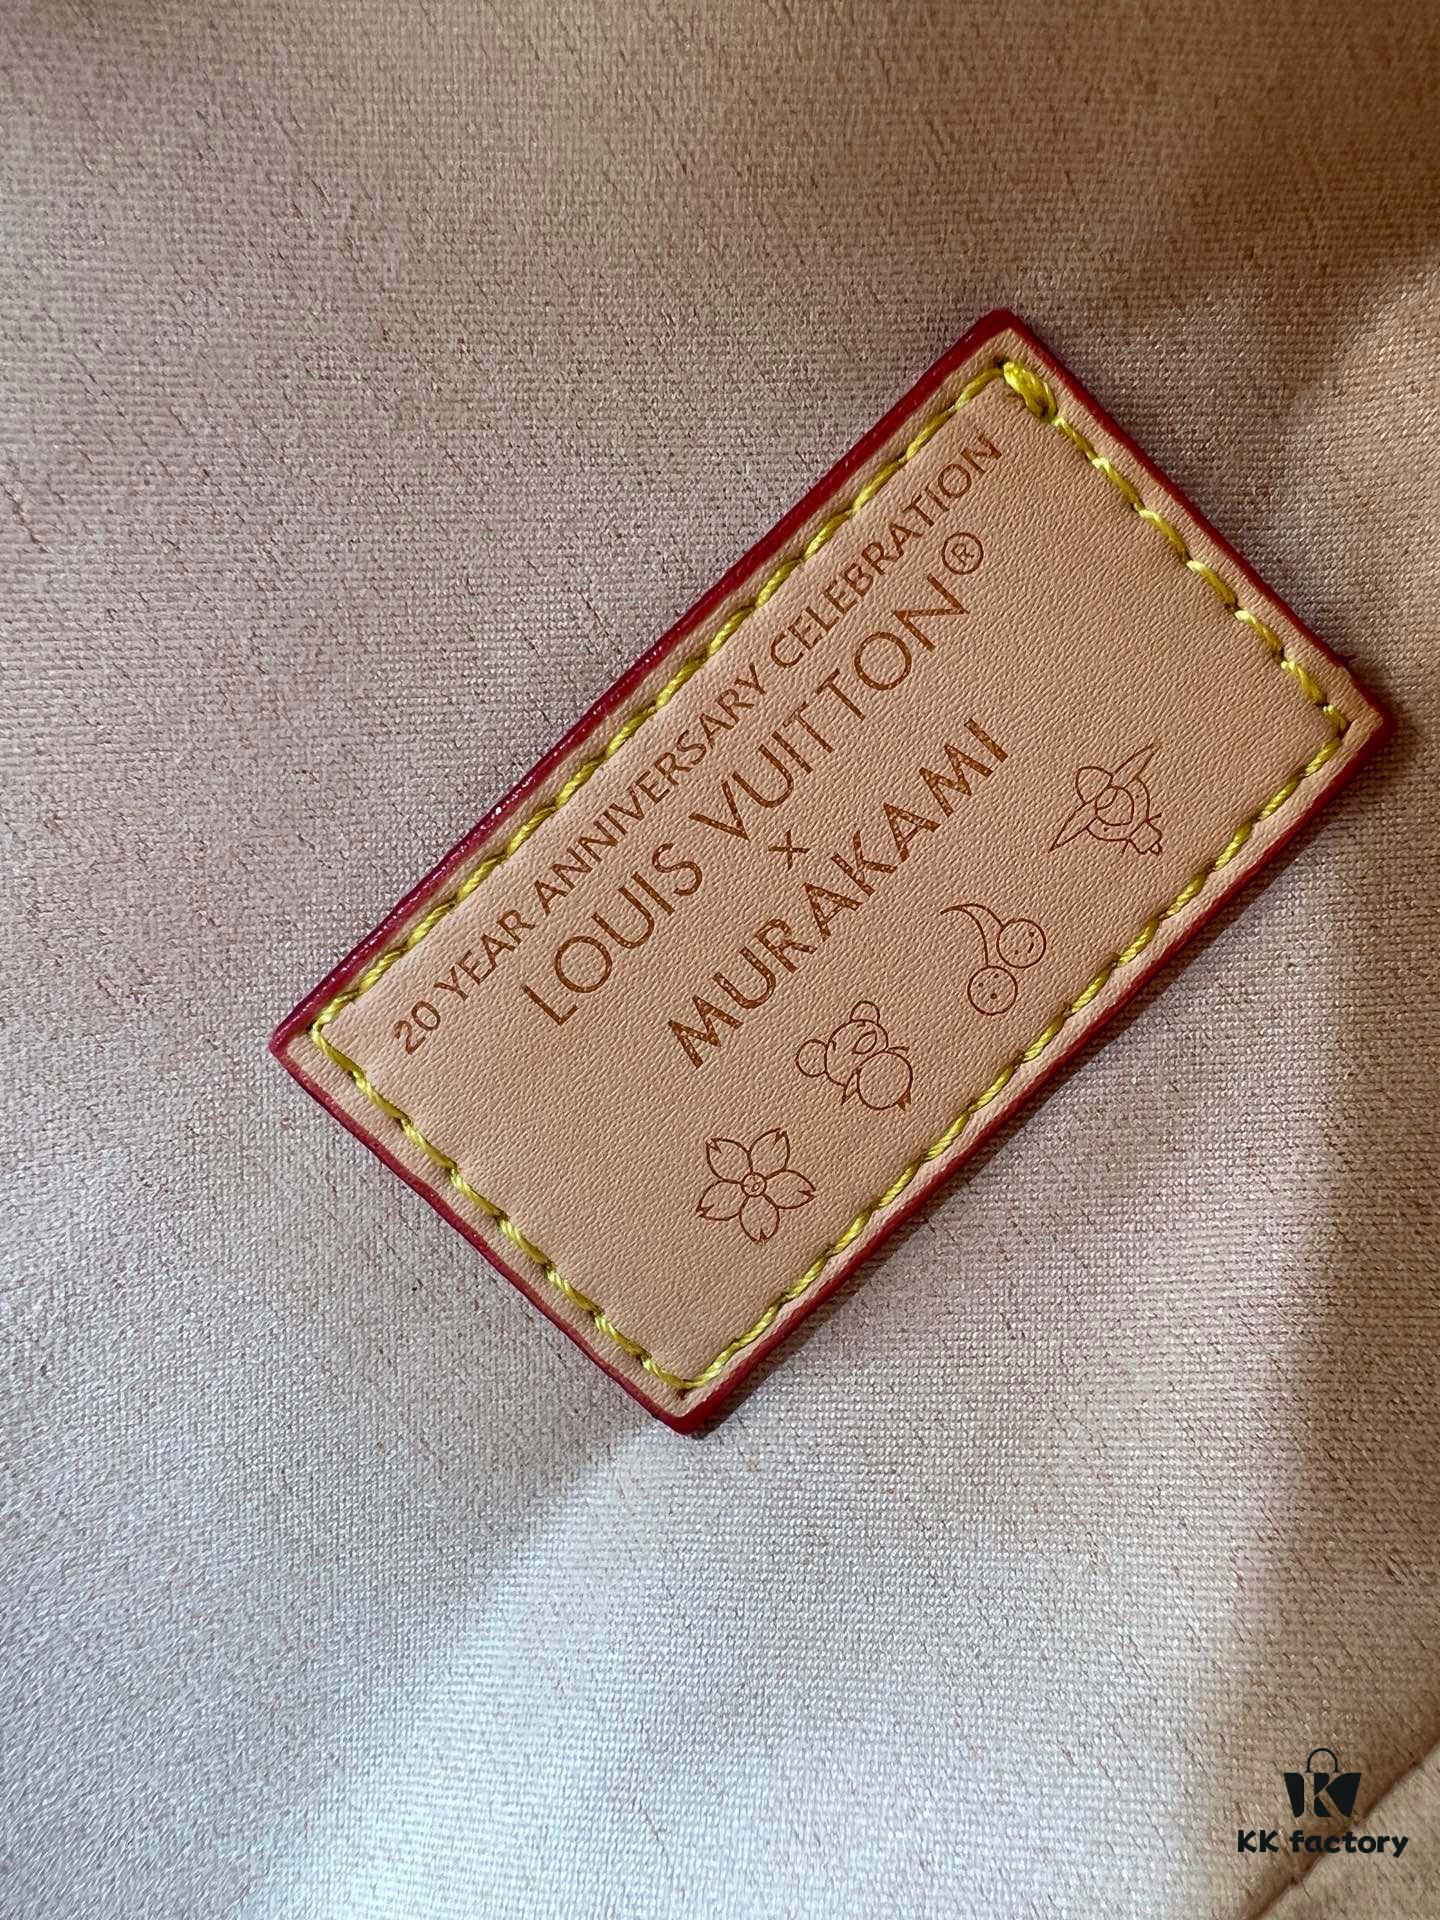 20 YEAR ANNIVERSARY CELEBRATION
LOUIS VUITTON®
x
MURAKAMI
KK factory